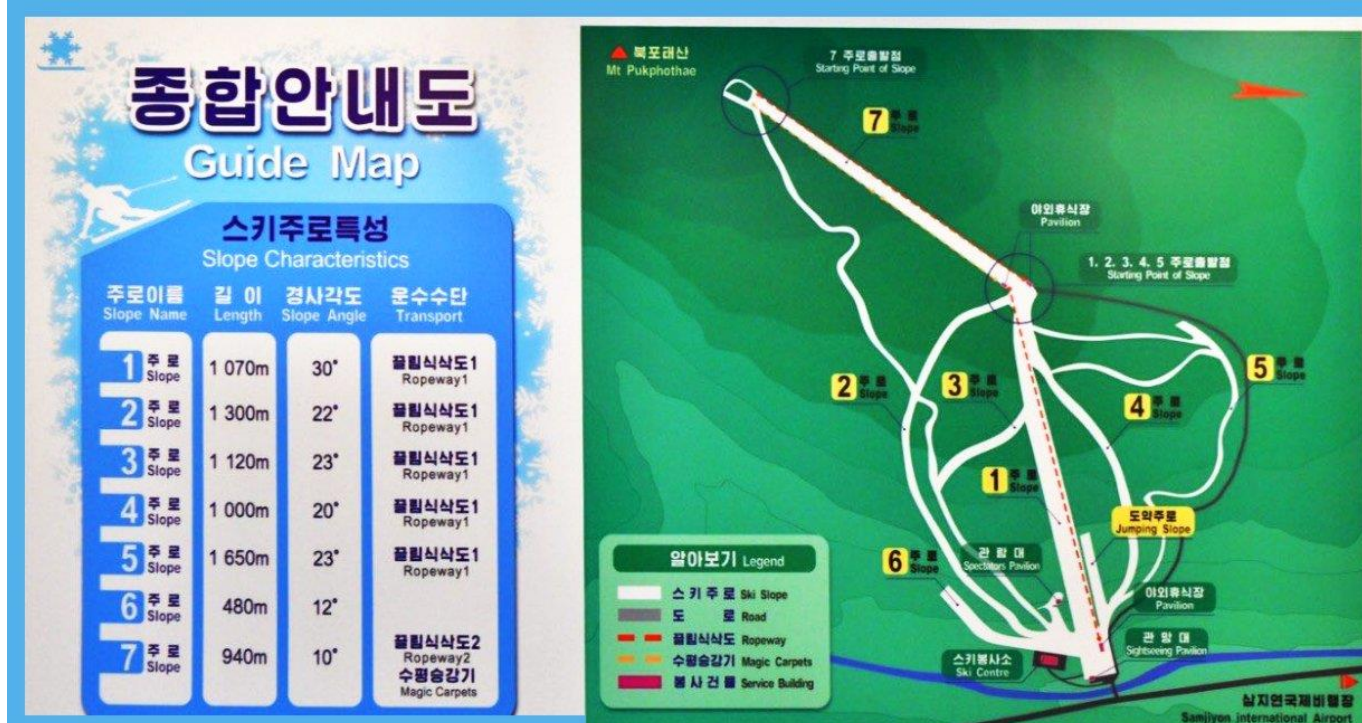 종합안내도
Guide Map
스키주로특성
Slope Characteristics
주로이름 길이 경사각도 운수수단
Slope Name Length Slope Angle Transport
1 주로 Slope 1 070m 30° 끌림식삭도1 Ropeway1
2 주로 Slope 1 300m 22° 끌림식삭도1 Ropeway1
3 주로 Slope 1 120m 23° 끌림식삭도1 Ropeway1
4 주로 Slope 1 000m 20° 끌림식삭도1 Ropeway1
5 주로 Slope 1 650m 23° 끌림식삭도1 Ropeway1
6 주로 Slope 480m 12°
7 주로 Slope 940m 10° 끌림식삭도2 Ropeway2
수평승강기
Magic Carpets
북포태산
Mt Pukphothae
7 주로출발점
Starting Point of Slope
7 주로 Slope
야외휴식장
Pavilion
1. 2. 3. 4. 5 주로출발점
Starting Point of Slope
2 주로 Slope
3 주로 Slope
4 주로 Slope
5 주로 Slope
1 주로 Slope
도약주로
Jumping Slope
6 주로 Slope
관람대
Spectators Pavilion
야외휴식장
Pavilion
관망대
Sightseeing Pavilion
스키봉사소
Ski Centre
삼지연국제비행장
Samjiyon International Airport
알아보기 Legend
스키주로 Ski Slope
도로 Road
끌림식삭도 Ropeway
수평승강기 Magic Carpets
봉사건물 Service Building